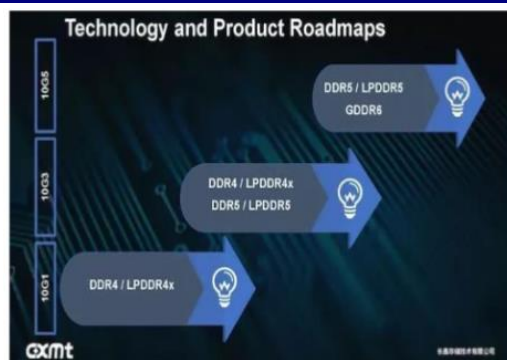 Technology and Product Roadmaps
10G5
DDR5 / LPDDR5
GDDR6
10G3
DDR4 / LPDDR4x
DDR5 / LPDDR5
10G1
DDR4 / LPDDR4x
cxmt